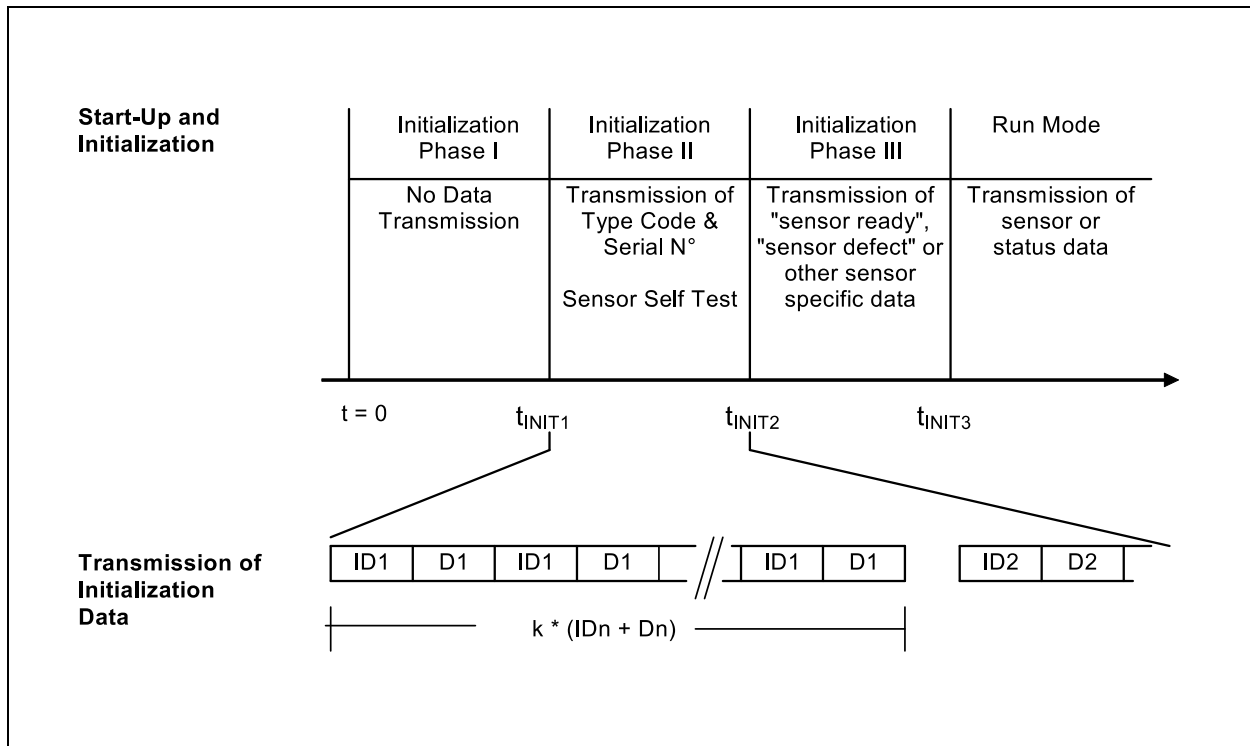 Start-Up and
Initialization
Initialization
Phase I
Initialization
Phase II
Initialization
Phase III
Run Mode
No Data
Transmission
Transmission of
Type Code &
Serial N°
Sensor Self Test
Transmission of
"sensor ready",
"sensor defect" or
other sensor
specific data
Transmission of
sensor or
status data
t = 0
tINIT1
tINIT2
tINIT3
Transmission of
Initialization
Data
ID1 D1 ID1 D1 ID1 D1 ID2 D2
k * (IDn + Dn)